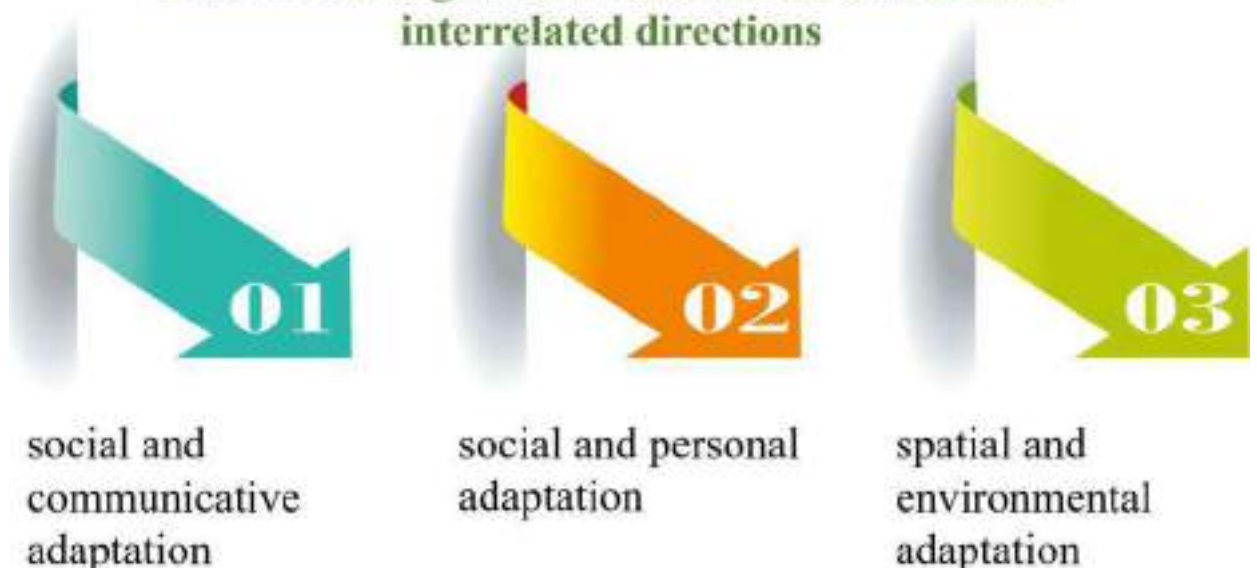 interrelated directions
01
02
03
social and
communicative
adaptation
social and personal
adaptation
spatial and
environmental
adaptation